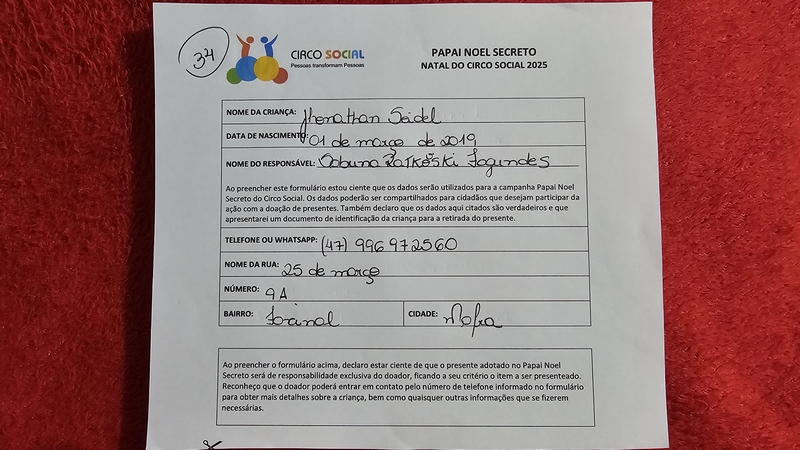 34
CIRCO SOCIAL
Pessoas transformam Pessoas
PAPAI NOEL SECRETO
NATAL DO CIRCO SOCIAL 2025
NOME DA CRIANÇA: Jhenathan Seidel
DATA DE NASCIMENTO: 01 de março de 2019
NOME DO RESPONSÁVEL: Fagundes
Ao preencher este formulário estou ciente que os dados serão utilizados para a campanha Papai Noel
Secreto do Circo Social. Os dados poderão ser compartilhados para cidadãos que desejam participar da
ação com a doação de presentes. Também declaro que os dados aqui citados são verdadeiros e que
apresentarei um documento de identificação da criança para a retirada do presente.
TELEFONE OU WHATSAPP: (47) 996972560
NOME DA RUA: 25 de março
NÚMERO: 9A
BAIRRO: CIDADE: Mafra
Ao preencher o formulário acima, declaro estar ciente de que o presente adotado no Papai Noel
Secreto será de responsabilidade exclusiva do doador, ficando a seu critério o item a ser presenteado.
Reconheço que o doador poderá entrar em contato pelo número de telefone informado no formulário
para obter mais detalhes sobre a criança, bem como quaisquer outras informações que se fizerem
necessárias.